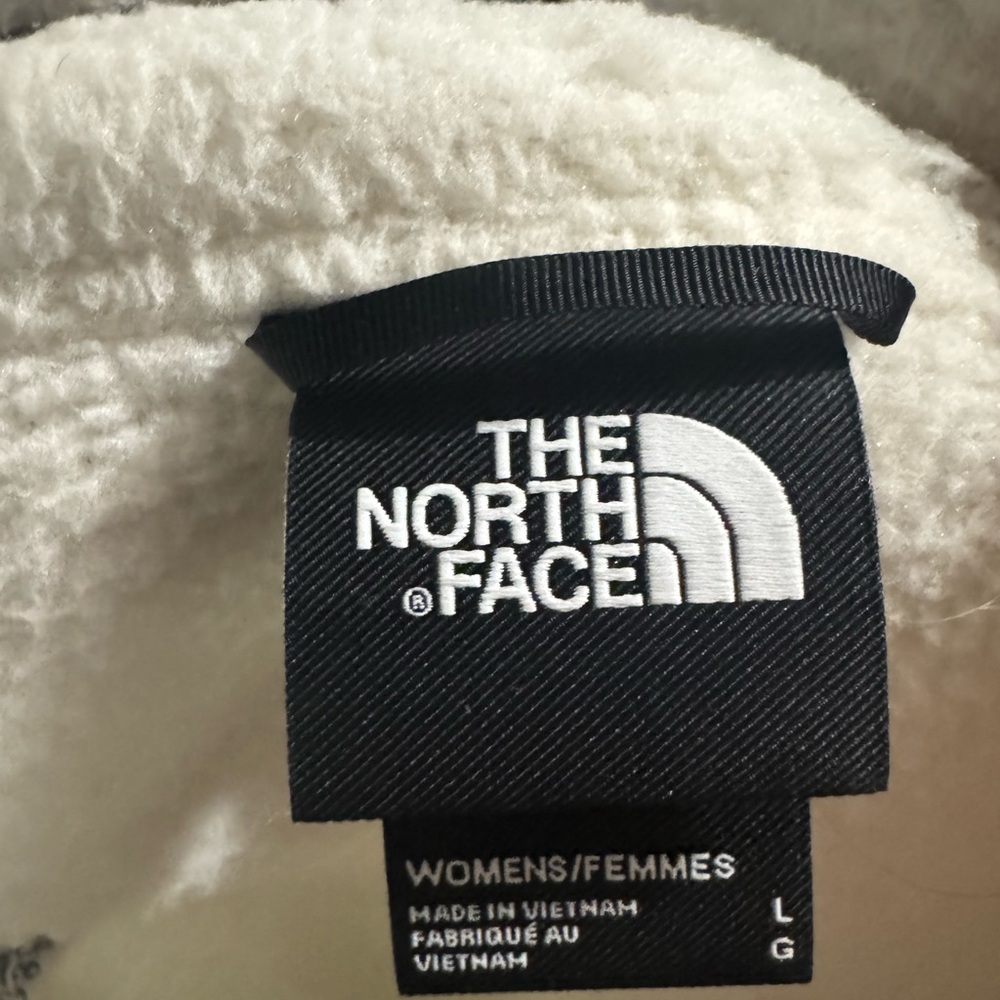 THE
NORTH
FACE
®
WOMENS/FEMMES
MADE IN VIETNAM L
FABRIQUÉ AU G
VIETNAM